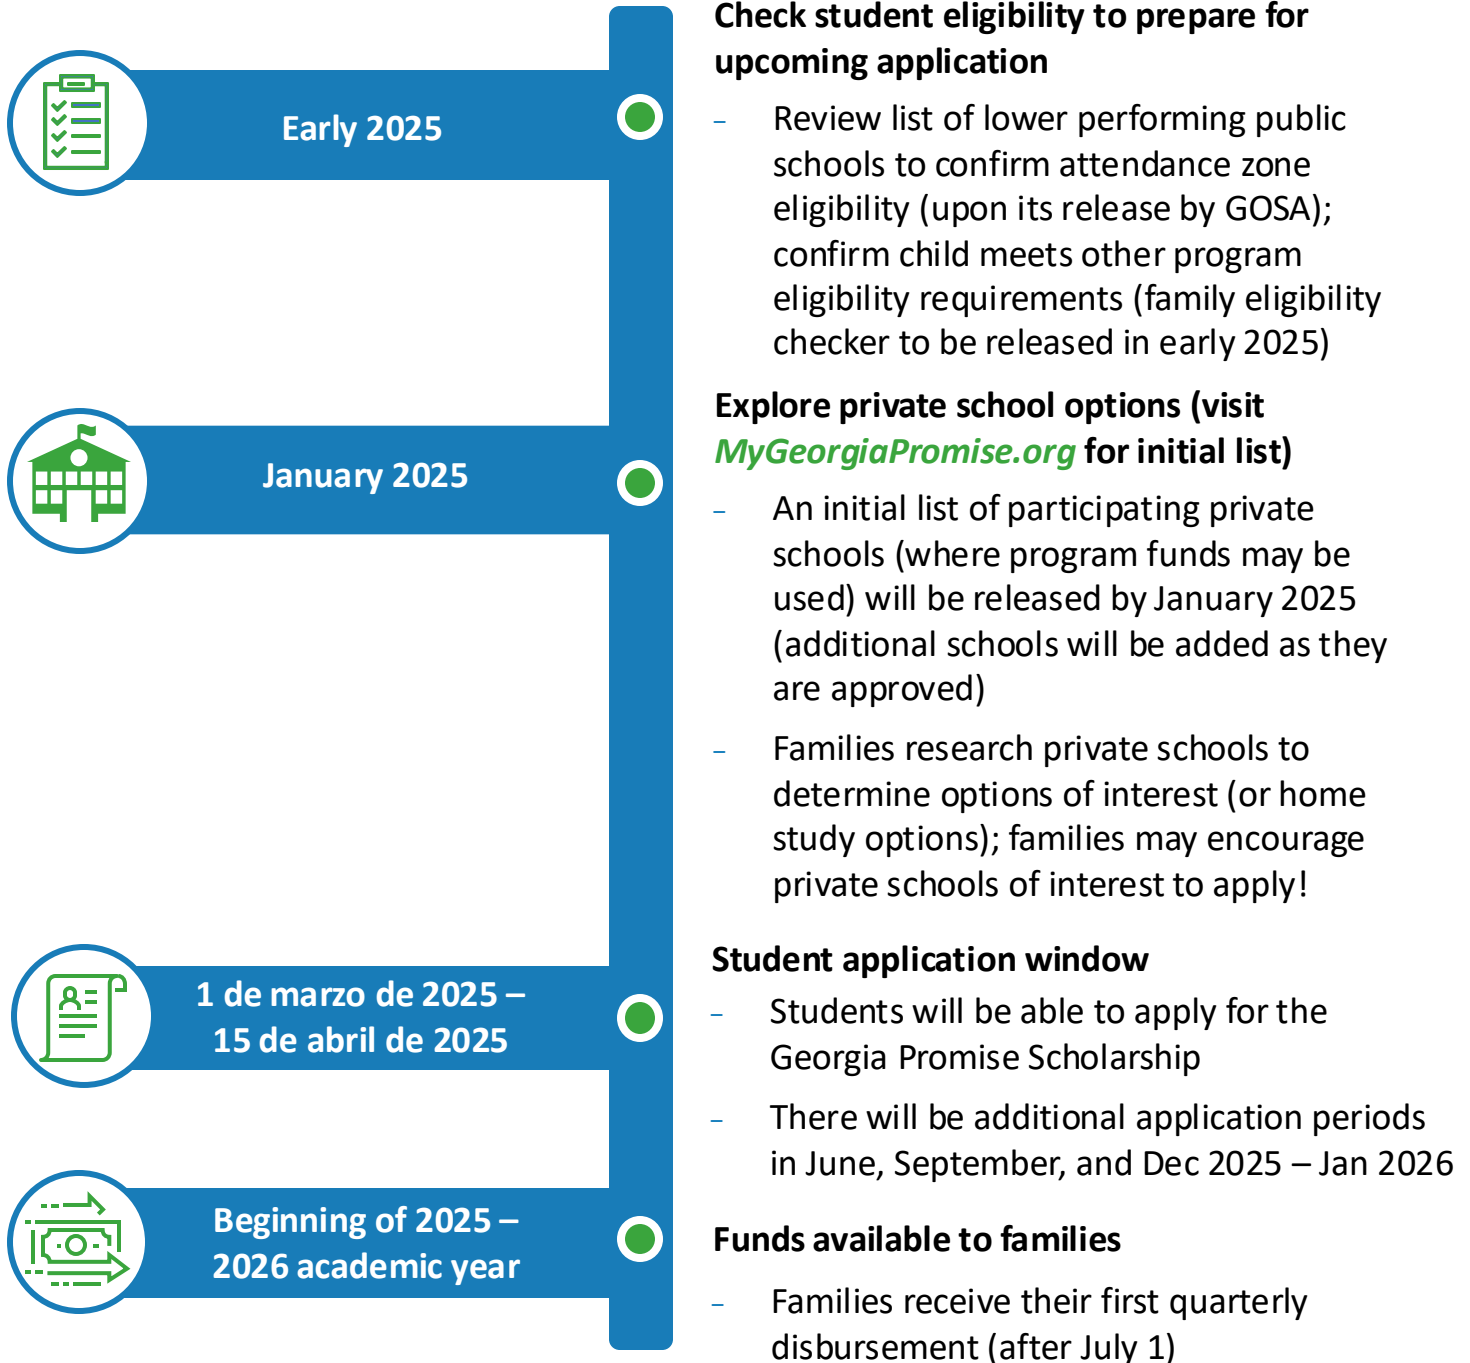 Check student eligibility to prepare for
upcoming application
Early 2025
– Review list of lower performing public
schools to confirm attendance zone
eligibility (upon its release by GOSA);
confirm child meets other program
eligibility requirements (family eligibility
checker to be released in early 2025)
Explore private school options (visit
MyGeorgiaPromise.org for initial list)
January 2025
– An initial list of participating private
schools (where program funds may be
used) will be released by January 2025
(additional schools will be added as they
are approved)
– Families research private schools to
determine options of interest (or home
study options); families may encourage
private schools of interest to apply!
Student application window
1 de marzo de 2025 –
15 de abril de 2025
– Students will be able to apply for the
Georgia Promise Scholarship
– There will be additional application periods
in June, September, and Dec 2025 – Jan 2026
Beginning of 2025 –
2026 academic year
Funds available to families
– Families receive their first quarterly
disbursement (after July 1)